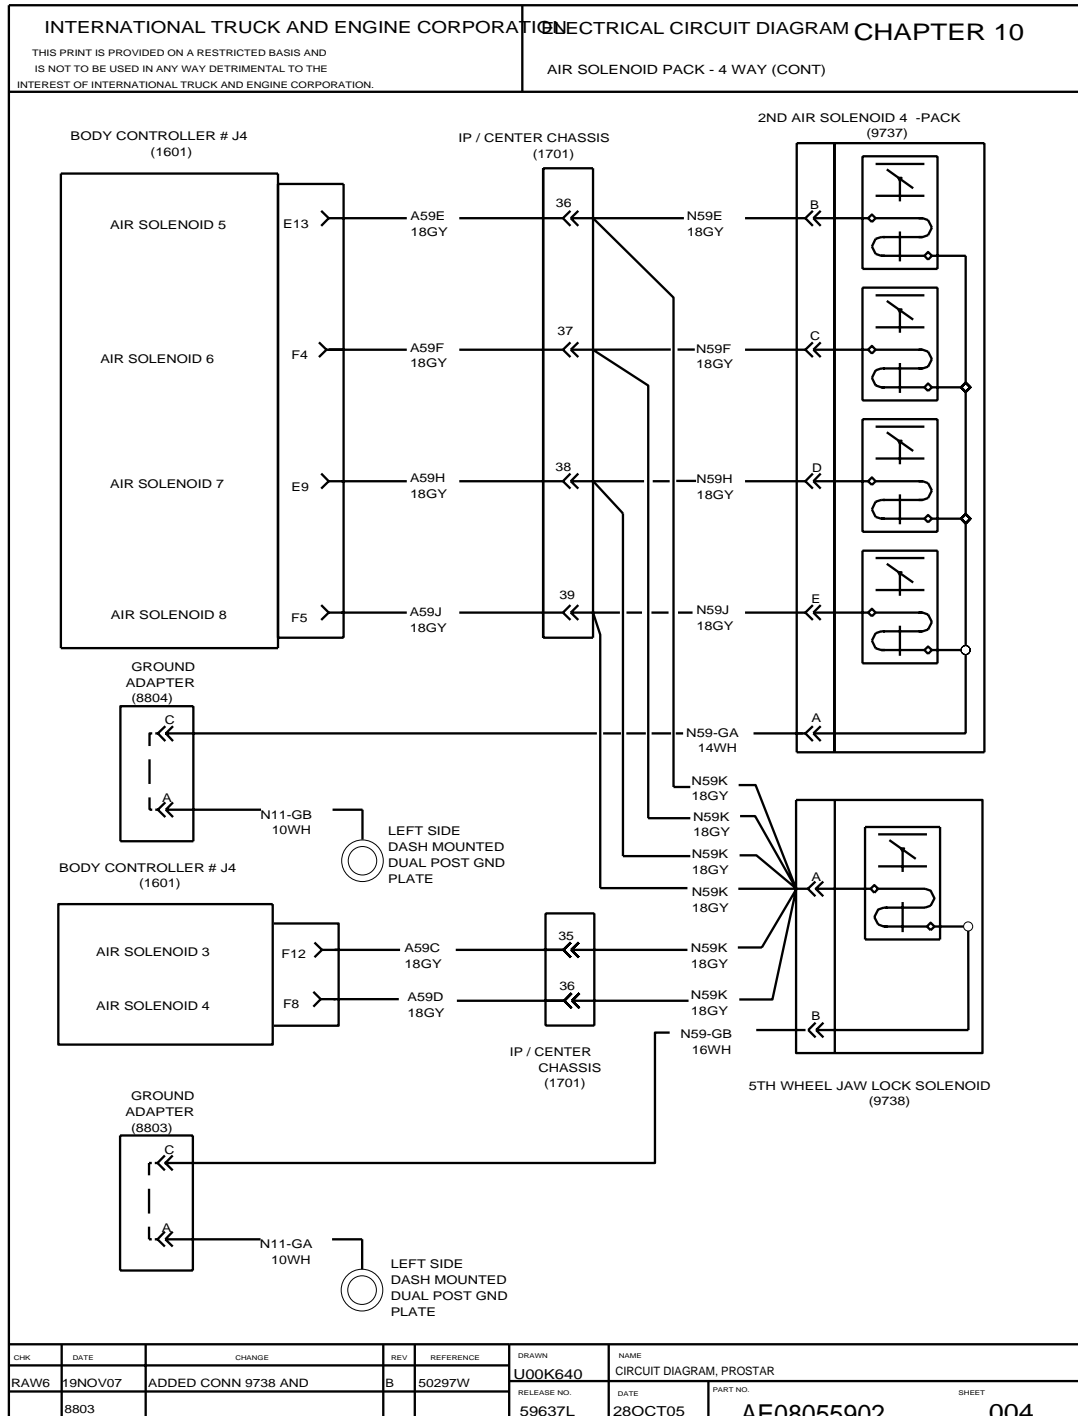 INTERNATIONAL TRUCK AND ENGINE CORPORATION
ELECTRICAL CIRCUIT DIAGRAM CHAPTER 10
THIS PRINT IS PROVIDED ON A RESTRICTED BASIS AND
IS NOT TO BE USED IN ANY WAY DETRIMENTAL TO THE
INTEREST OF INTERNATIONAL TRUCK AND ENGINE CORPORATION.
AIR SOLENOID PACK - 4 WAY (CONT)
BODY CONTROLLER # J4
(1601)
IP / CENTER CHASSIS
(1701)
2ND AIR SOLENOID 4 -PACK
(9737)
AIR SOLENOID 5
E13
A59E
18GY
36
N59E
18GY
B
AIR SOLENOID 6
F4
A59F
18GY
37
N59F
18GY
C
AIR SOLENOID 7
E9
A59H
18GY
38
N59H
18GY
D
AIR SOLENOID 8
F5
A59J
18GY
39
N59J
18GY
E
GROUND
ADAPTER
(8804)
C
N59-GA
14WH
A
A
N11-GB
10WH
LEFT SIDE
DASH MOUNTED
DUAL POST GND
PLATE
N59K
18GY
N59K
18GY
N59K
18GY
N59K
18GY
A
BODY CONTROLLER # J4
(1601)
AIR SOLENOID 3
F12
A59C
18GY
35
N59K
18GY
AIR SOLENOID 4
F8
A59D
18GY
36
N59K
18GY
IP / CENTER
CHASSIS
(1701)
N59-GB
16WH
B
5TH WHEEL JAW LOCK SOLENOID
(9738)
GROUND
ADAPTER
(8803)
C
A
N11-GA
10WH
LEFT SIDE
DASH MOUNTED
DUAL POST GND
PLATE
CHK DATE CHANGE REV REFERENCE DRAWN NAME
RAW6 19NOV07 ADDED CONN 9738 AND B 50297W U00K640 CIRCUIT DIAGRAM, PROSTAR
RELEASE NO. DATE PART NO. SHEET
8803 59637L 28OCT05 AE08055902 004